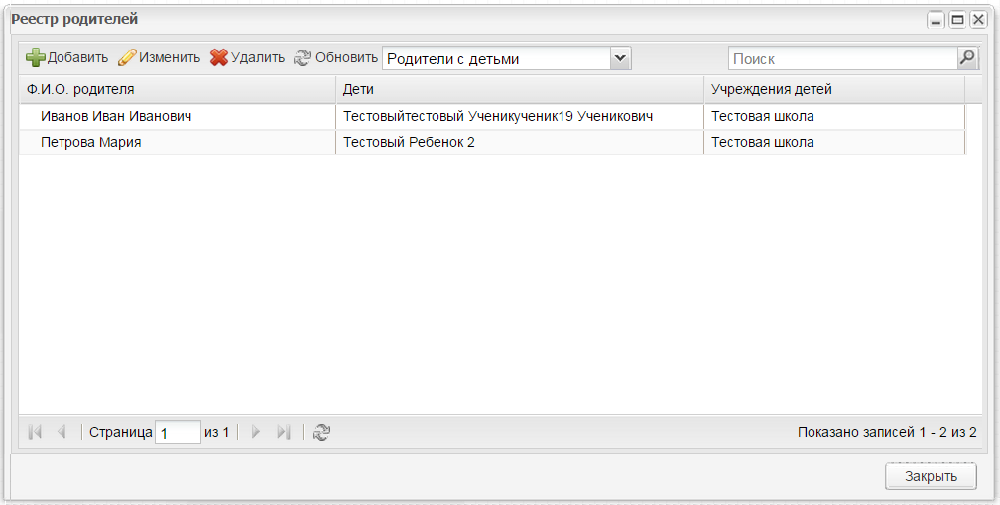 Реестр родителей
Добавить Изменить Удалить Обновить Родители с детьми Поиск
Ф.И.О. родителя Дети Учреждения детей
Иванов Иван Иванович Тестовыйтестовый Ученикученик19 Ученикович Тестовая школа
Петрова Мария Тестовый Ребенок 2 Тестовая школа
Страница 1 из 1 Показано записей 1 - 2 из 2
Закрыть